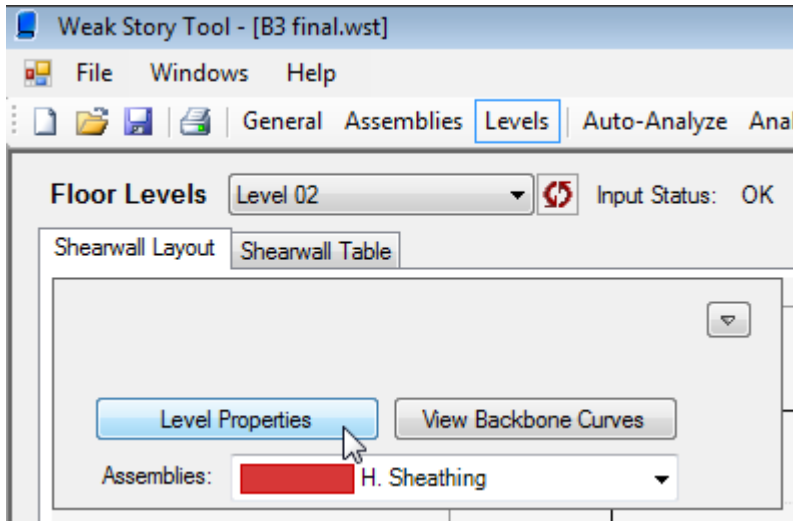 Weak Story Tool - [B3 final.wst]
File Windows Help
General Assemblies Levels Auto-Analyze Anal
Floor Levels Level 02 Input Status: OK
Shearwall Layout Shearwall Table
Level Properties View Backbone Curves
Assemblies: H. Sheathing